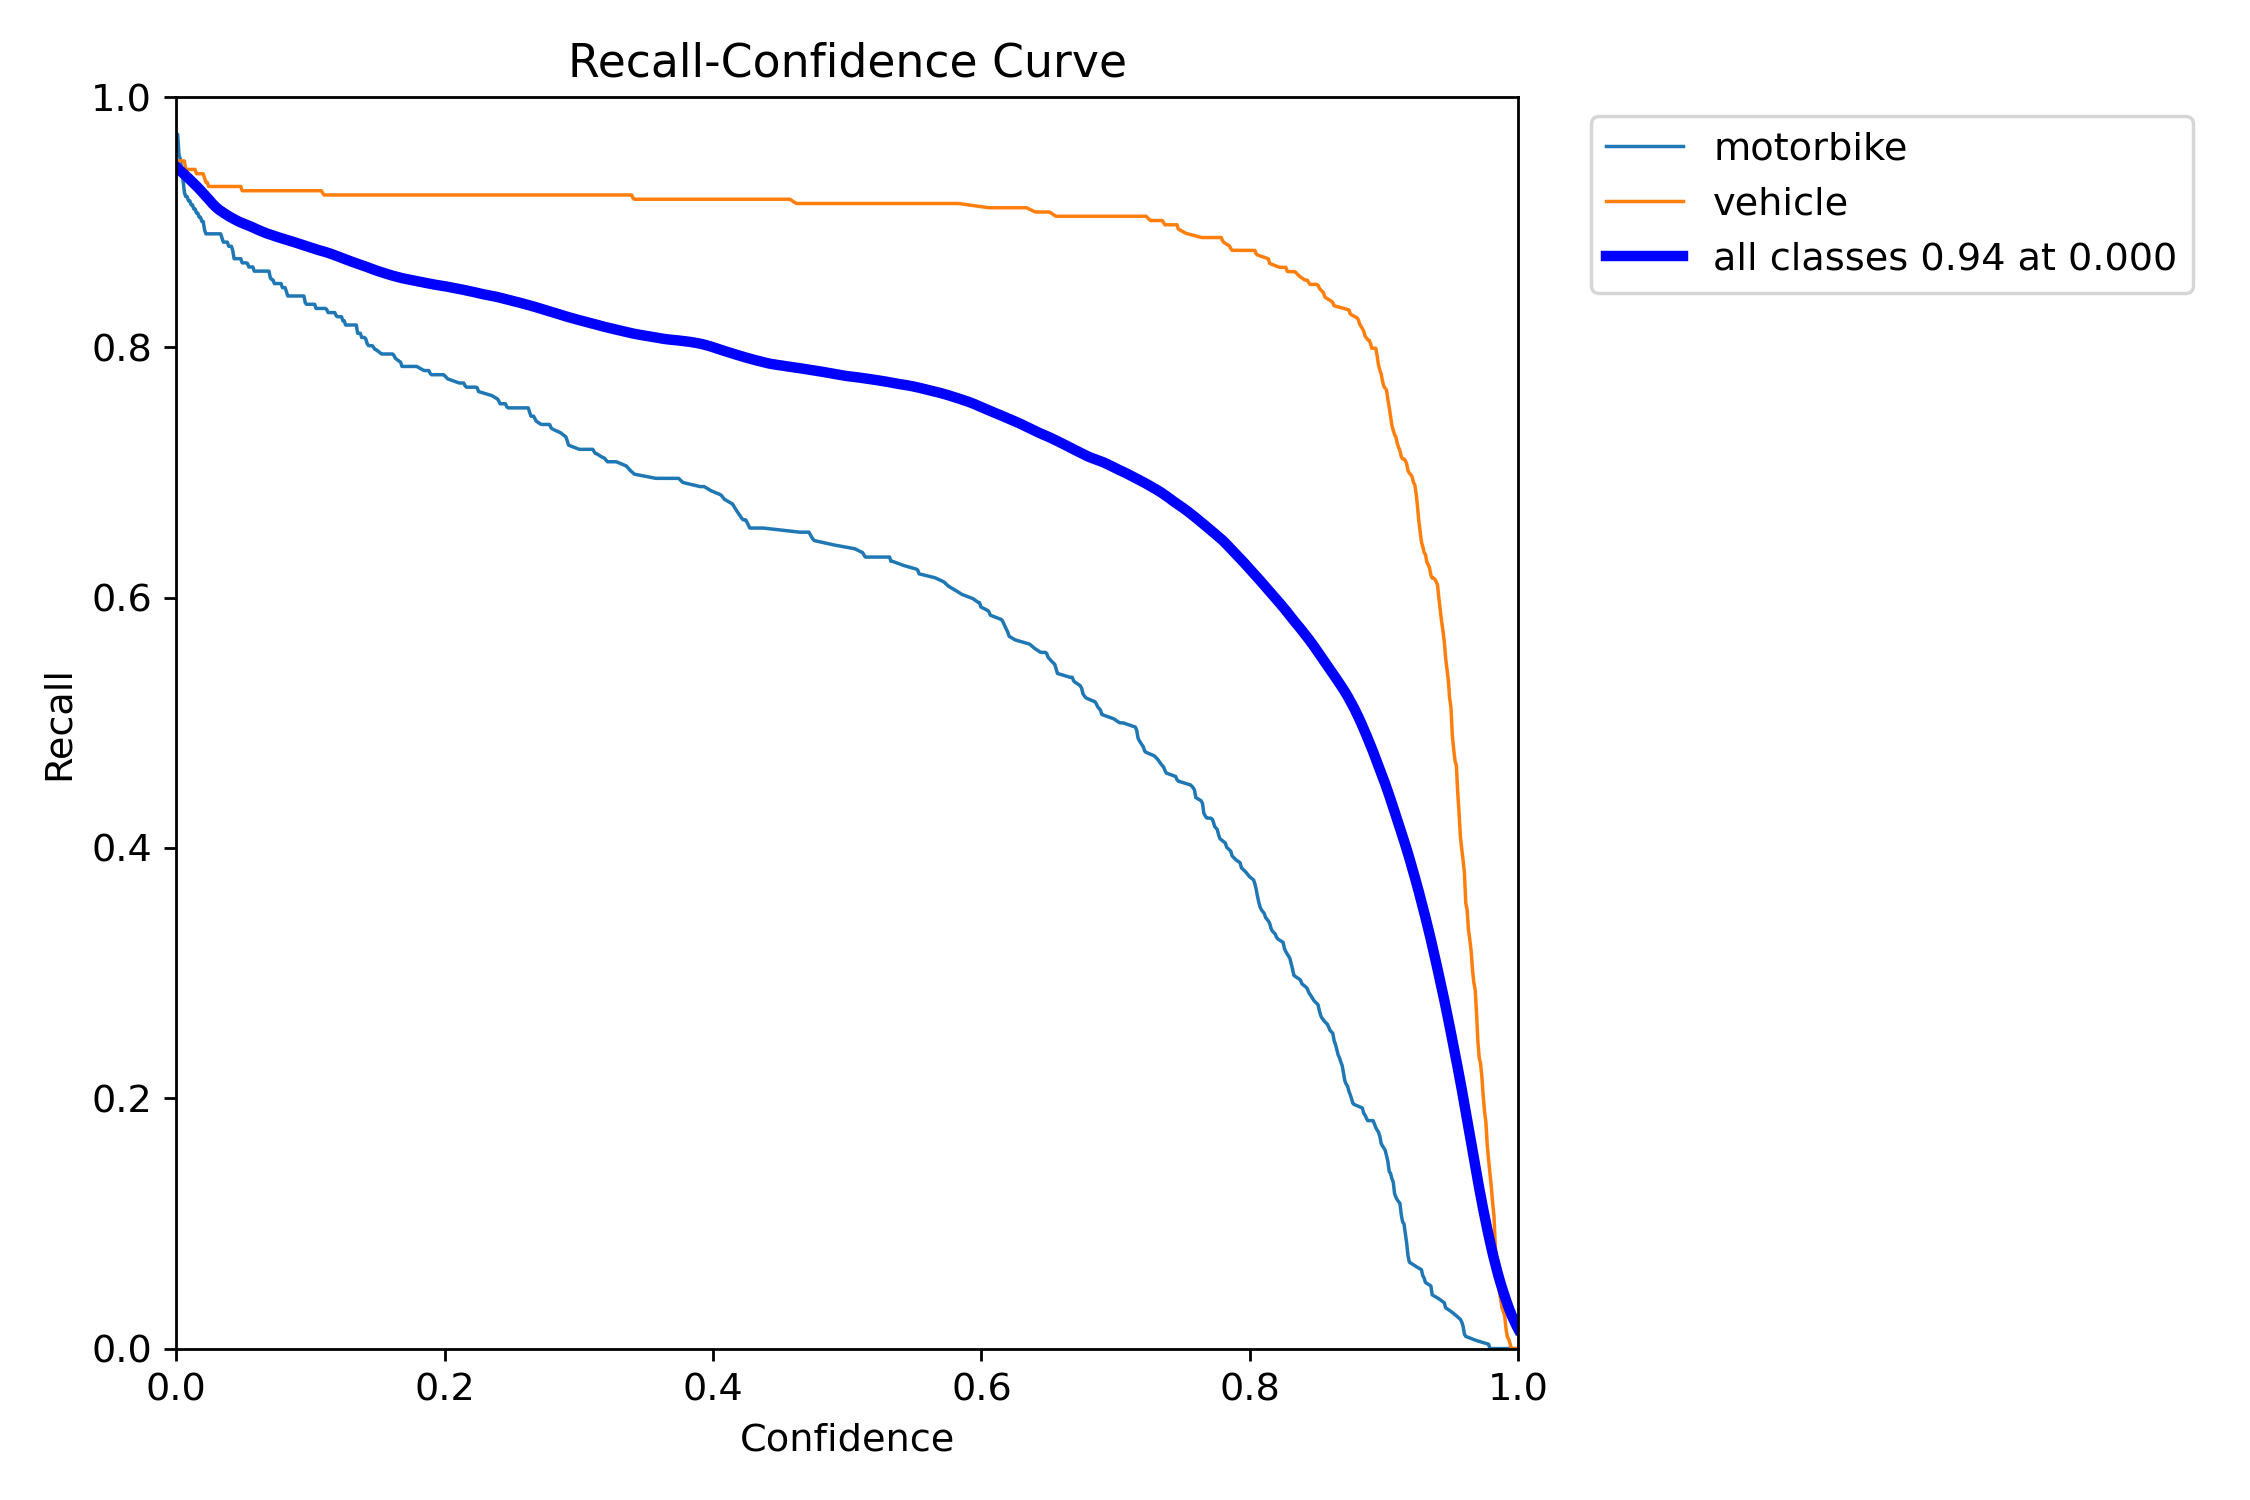 Recall-Confidence Curve
1.0
0.8
0.6
0.4
0.2
0.0
Recall
0.0 0.2 0.4 0.6 0.8 1.0
Confidence
motorbike
vehicle
all classes 0.94 at 0.000